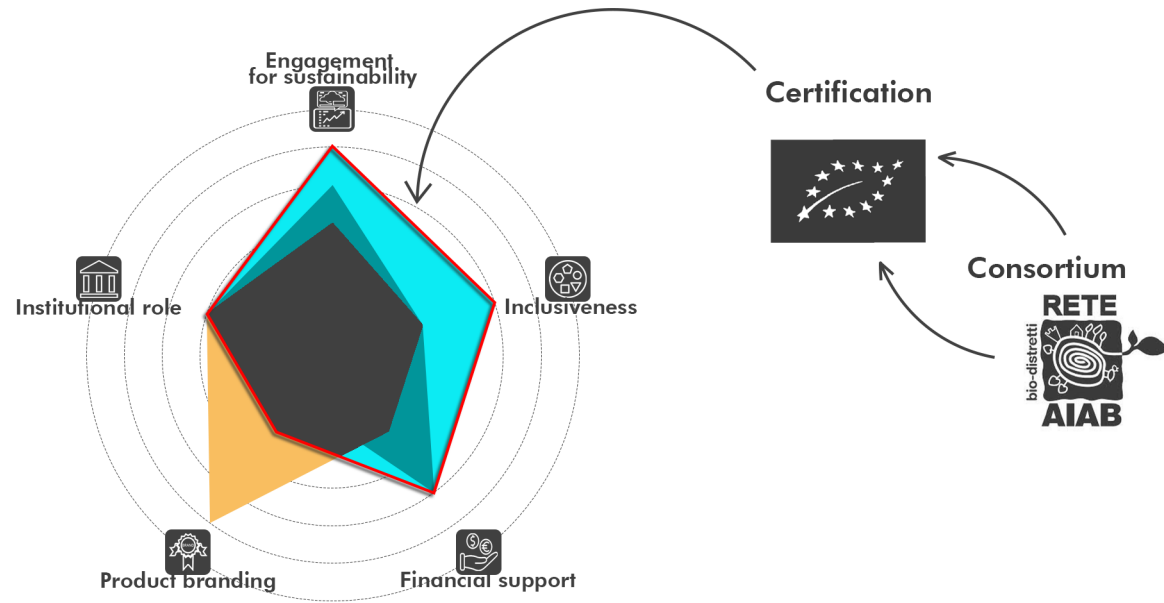 Engagement
for sustainability
Certification
Consortium
Institutional role
Inclusiveness
RETE
bio-distretti
AIAB
Product branding
Financial support
$
€